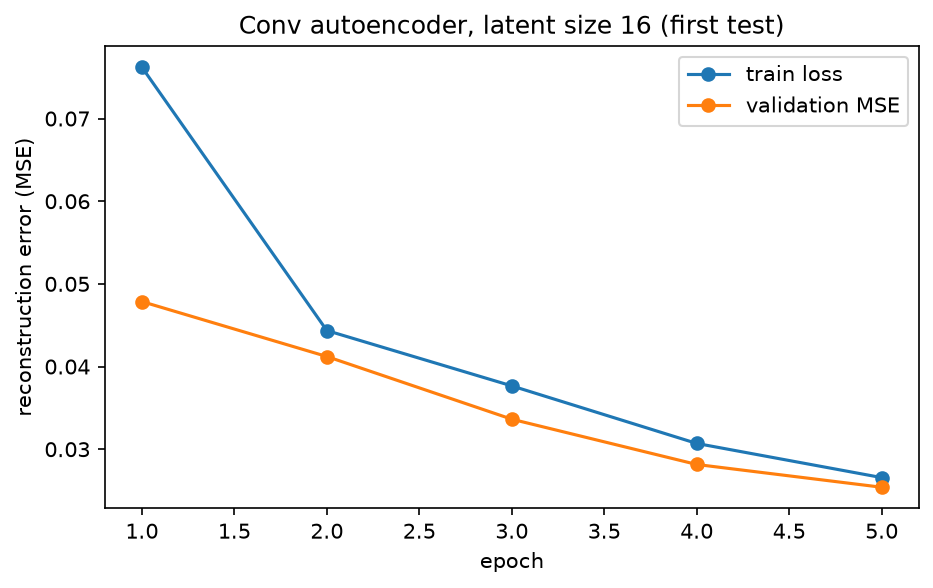 Conv autoencoder, latent size 16 (first test)
train loss
validation MSE
reconstruction error (MSE)
0.07
0.06
0.05
0.04
0.03
1.0 1.5 2.0 2.5 3.0 3.5 4.0 4.5 5.0
epoch